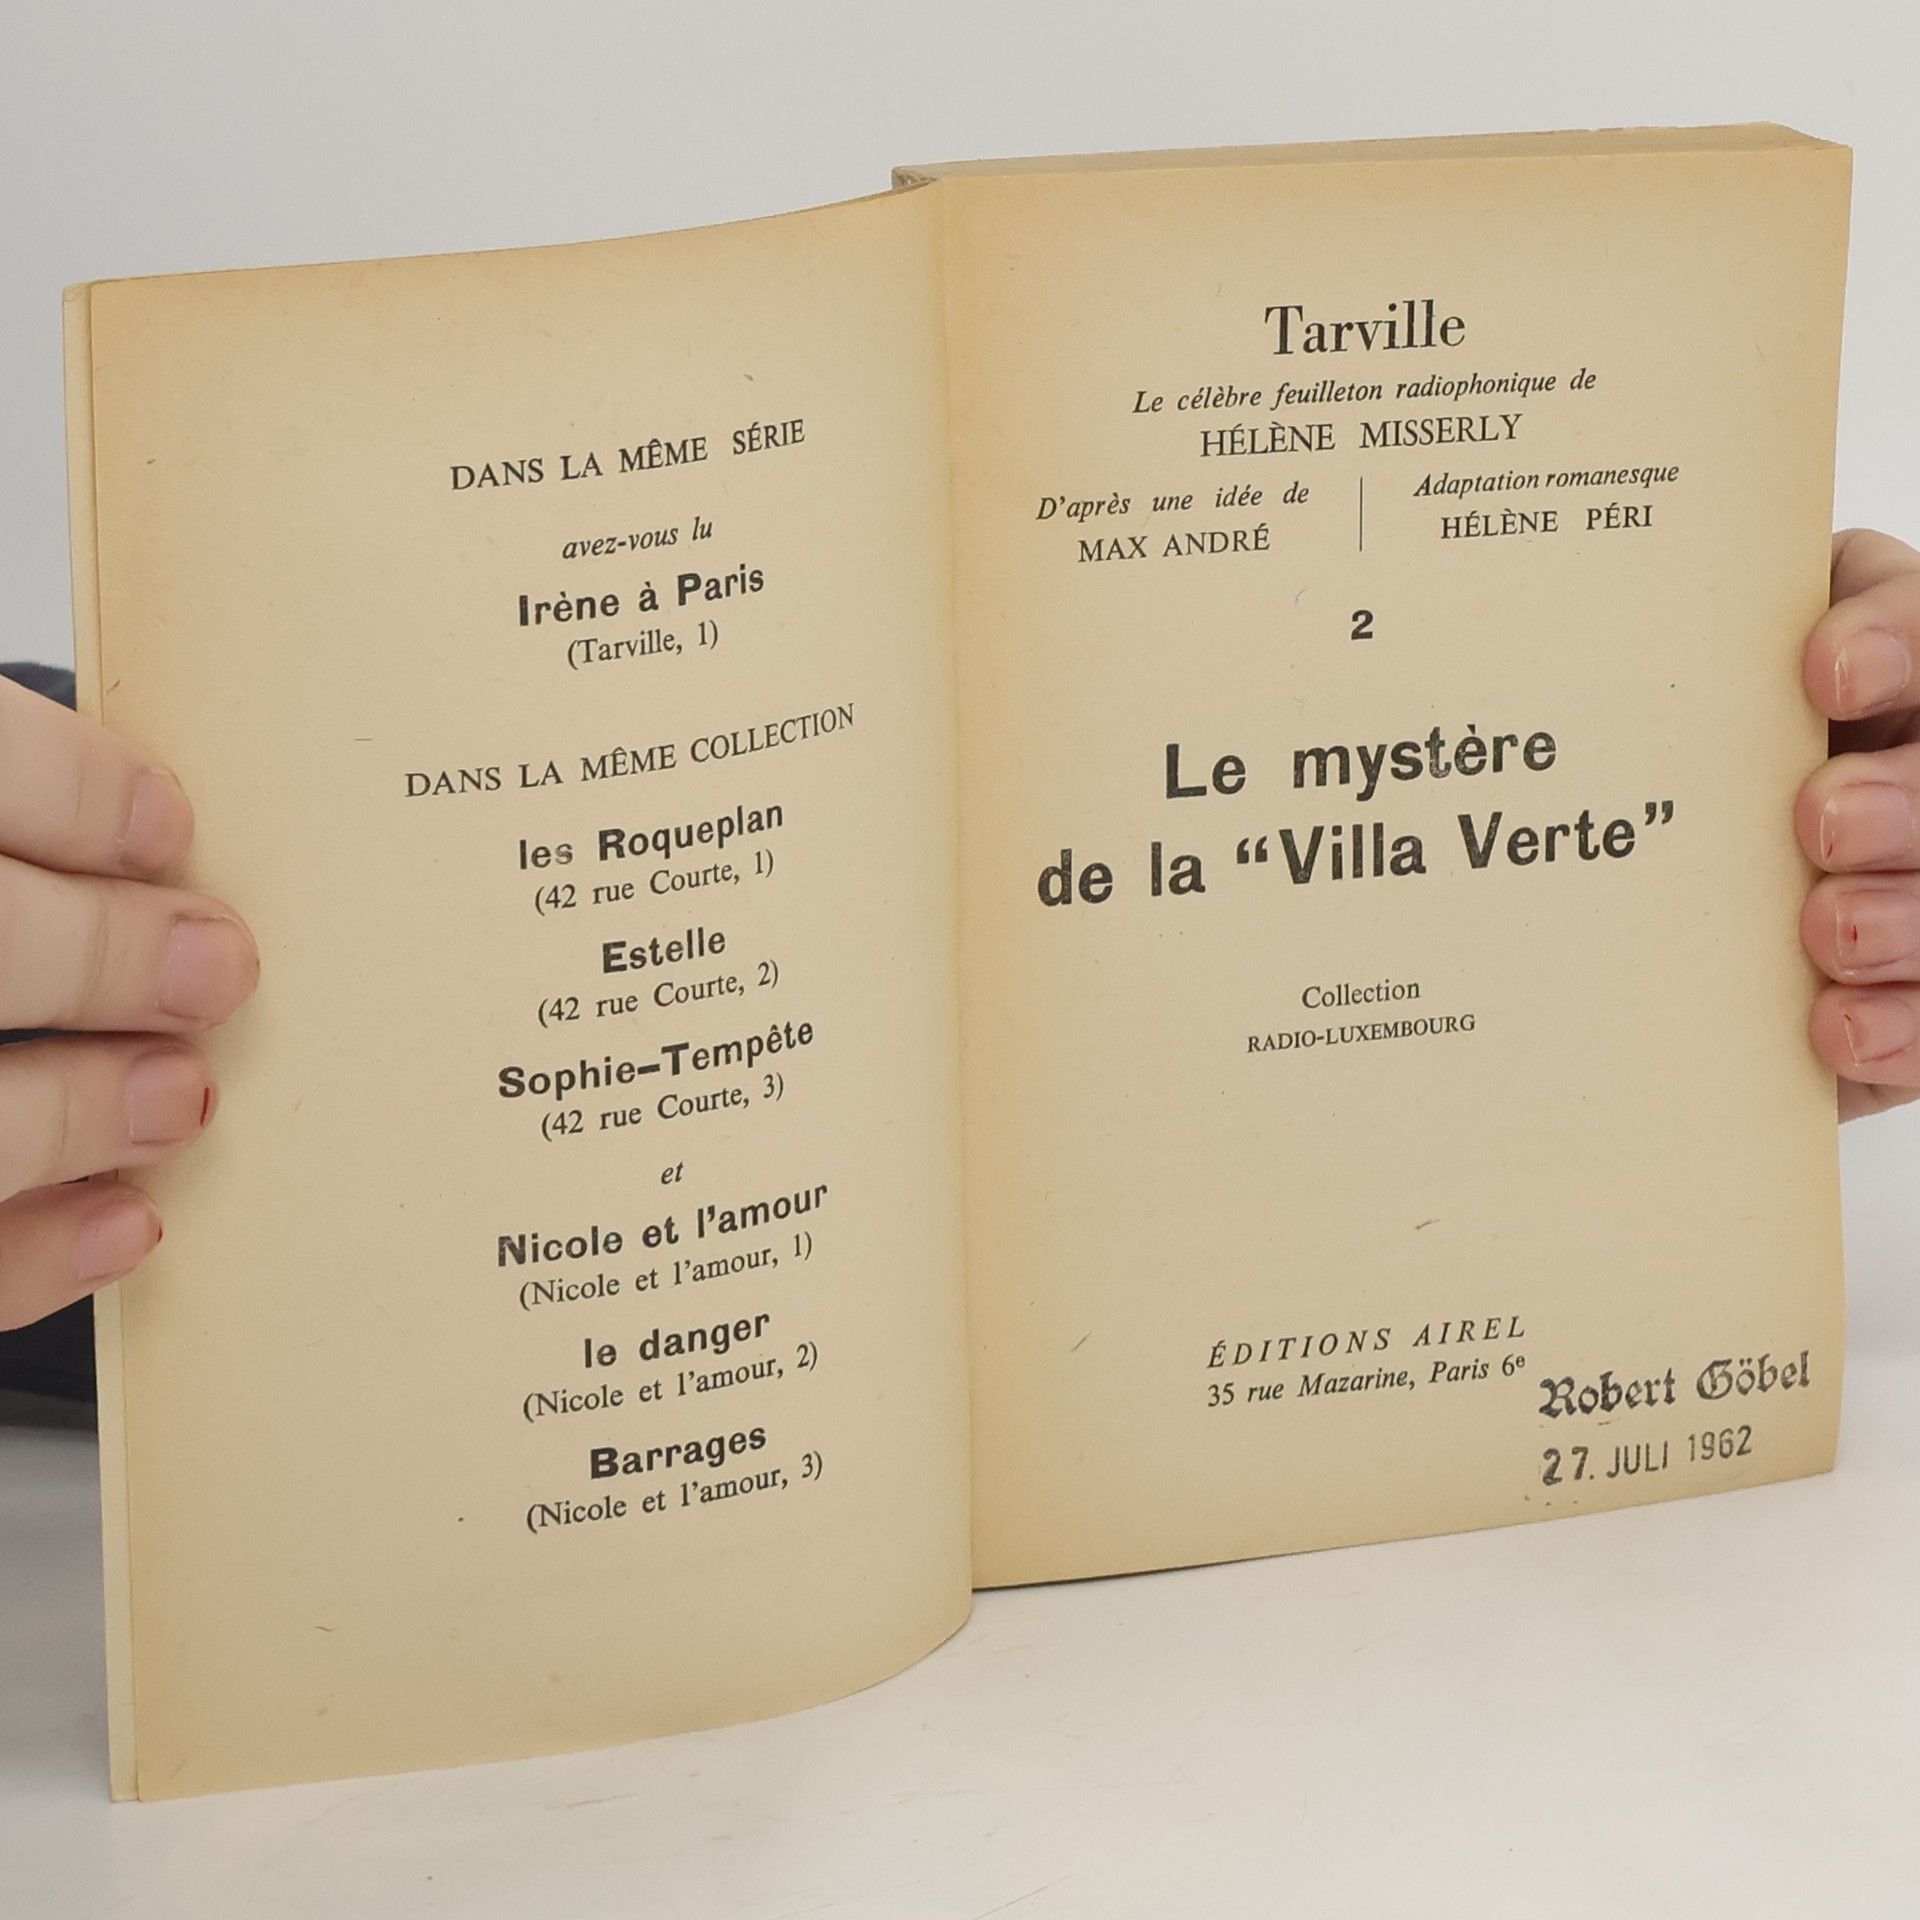 DANS LA MÊME SÉRIE
avez-vous lu
Irène à Paris
(Tarville, 1)
DANS LA MÊME COLLECTION
les Roqueplan
(42 rue Courte, 1)
Estelle
(42 rue Courte, 2)
Sophie-Tempête
(42 rue Courte, 3)
et
Nicole et l'amour
(Nicole et l'amour, 1)
le danger
(Nicole et l'amour, 2)
Barrages
(Nicole et l'amour, 3)
Tarville
Le célèbre feuilleton radiophonique de
HÉLÈNE MISSERLY
D'après une idée de
MAX ANDRÉ
Adaptation romanesque
HÉLÈNE PÉRI
2
Le mystère
de la “Villa Verte”
Collection
RADIO-LUXEMBOURG
ÉDITIONS AIREL
35 rue Mazarine, Paris 6e
Robert Göbel
27. JULI 1962